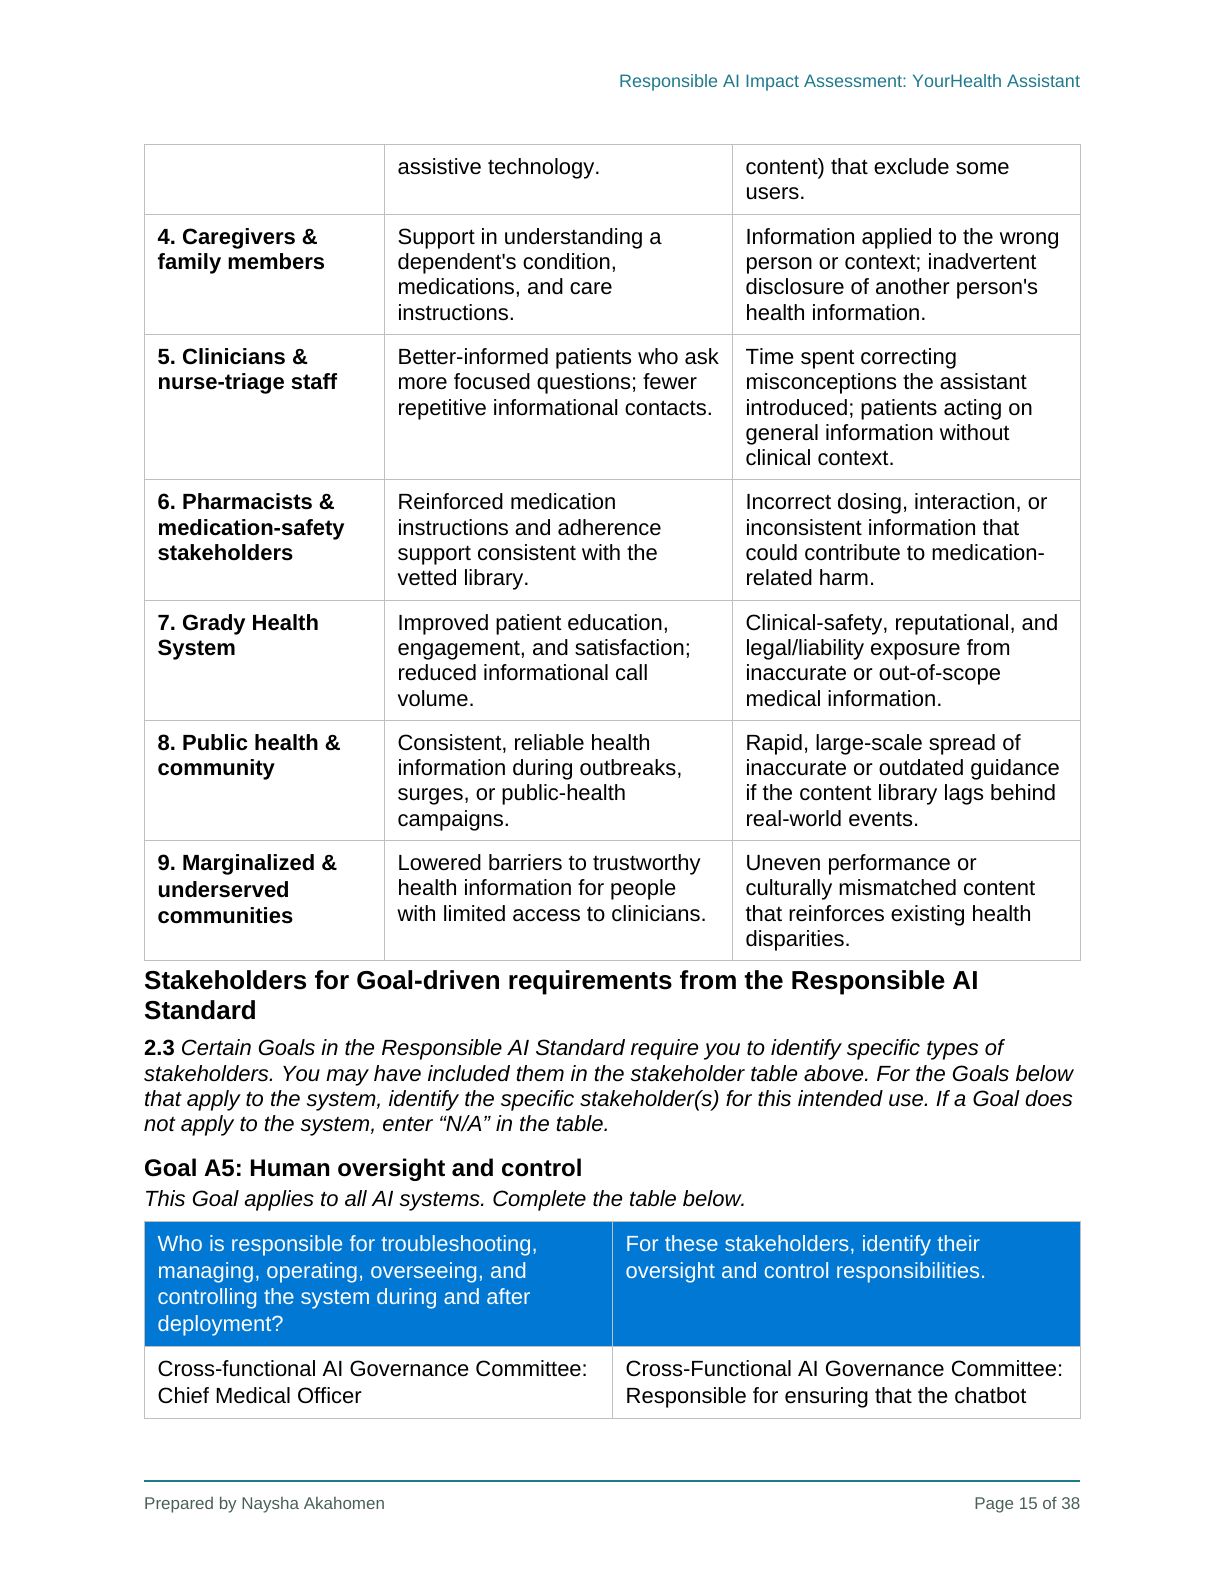 Responsible AI Impact Assessment: YourHealth Assistant
assistive technology.
content) that exclude some
users.
4. Caregivers &
family members
Support in understanding a
dependent's condition,
medications, and care
instructions.
Information applied to the wrong
person or context; inadvertent
disclosure of another person's
health information.
5. Clinicians &
nurse-triage staff
Better-informed patients who ask
more focused questions; fewer
repetitive informational contacts.
Time spent correcting
misconceptions the assistant
introduced; patients acting on
general information without
clinical context.
6. Pharmacists &
medication-safety
stakeholders
Reinforced medication
instructions and adherence
support consistent with the
vetted library.
Incorrect dosing, interaction, or
inconsistent information that
could contribute to medication-
related harm.
7. Grady Health
System
Improved patient education,
engagement, and satisfaction;
reduced informational call
volume.
Clinical-safety, reputational, and
legal/liability exposure from
inaccurate or out-of-scope
medical information.
8. Public health &
community
Consistent, reliable health
information during outbreaks,
surges, or public-health
campaigns.
Rapid, large-scale spread of
inaccurate or outdated guidance
if the content library lags behind
real-world events.
9. Marginalized &
underserved
communities
Lowered barriers to trustworthy
health information for people
with limited access to clinicians.
Uneven performance or
culturally mismatched content
that reinforces existing health
disparities.
Stakeholders for Goal-driven requirements from the Responsible AI
Standard
2.3 Certain Goals in the Responsible AI Standard require you to identify specific types of
stakeholders. You may have included them in the stakeholder table above. For the Goals below
that apply to the system, identify the specific stakeholder(s) for this intended use. If a Goal does
not apply to the system, enter “N/A” in the table.
Goal A5: Human oversight and control
This Goal applies to all AI systems. Complete the table below.
Who is responsible for troubleshooting,
managing, operating, overseeing, and
controlling the system during and after
deployment?
For these stakeholders, identify their
oversight and control responsibilities.
Cross-functional AI Governance Committee:
Chief Medical Officer
Cross-Functional AI Governance Committee:
Responsible for ensuring that the chatbot
Prepared by Naysha Akahomen
Page 15 of 38